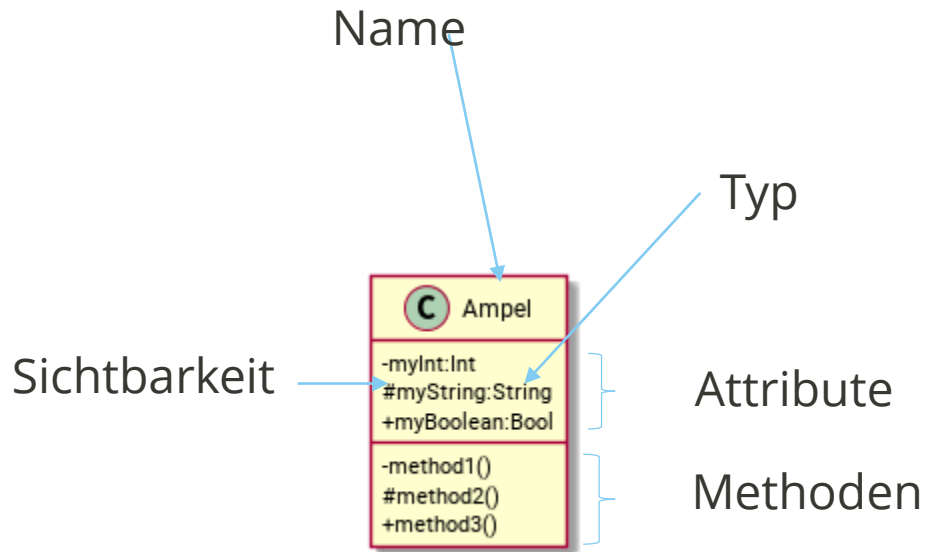 Name
Typ
C Ampel
-myInt:Int
Sichtbarkeit
#myString:String
Attribute
+myBoolean:Bool
-method1()
Methoden
#method2()
+method3()